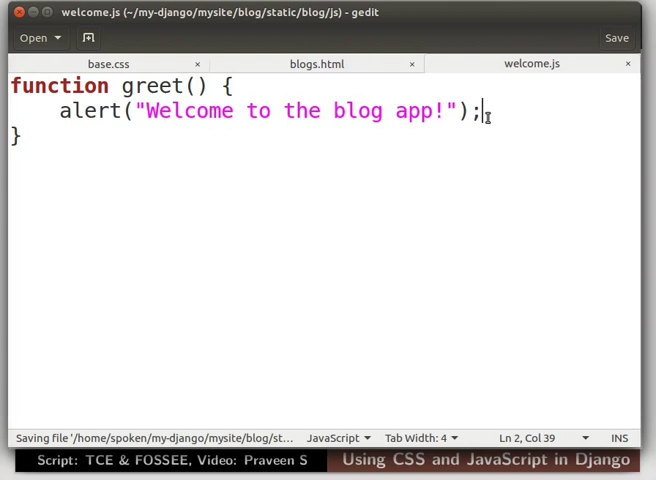 welcome.js (~/my-django/mysite/blog/static/blog/js) - gedit
Open Save
base.css × blogs.html × welcome.js ×
function greet() {
    alert("Welcome to the blog app!");
}
Saving file '/home/spoken/my-django/mysite/blog/st... JavaScript Tab Width: 4 Ln 2, Col 39 INS
Script: TCE & FOSSEE, Video: Praveen S Using CSS and JavaScript in Django